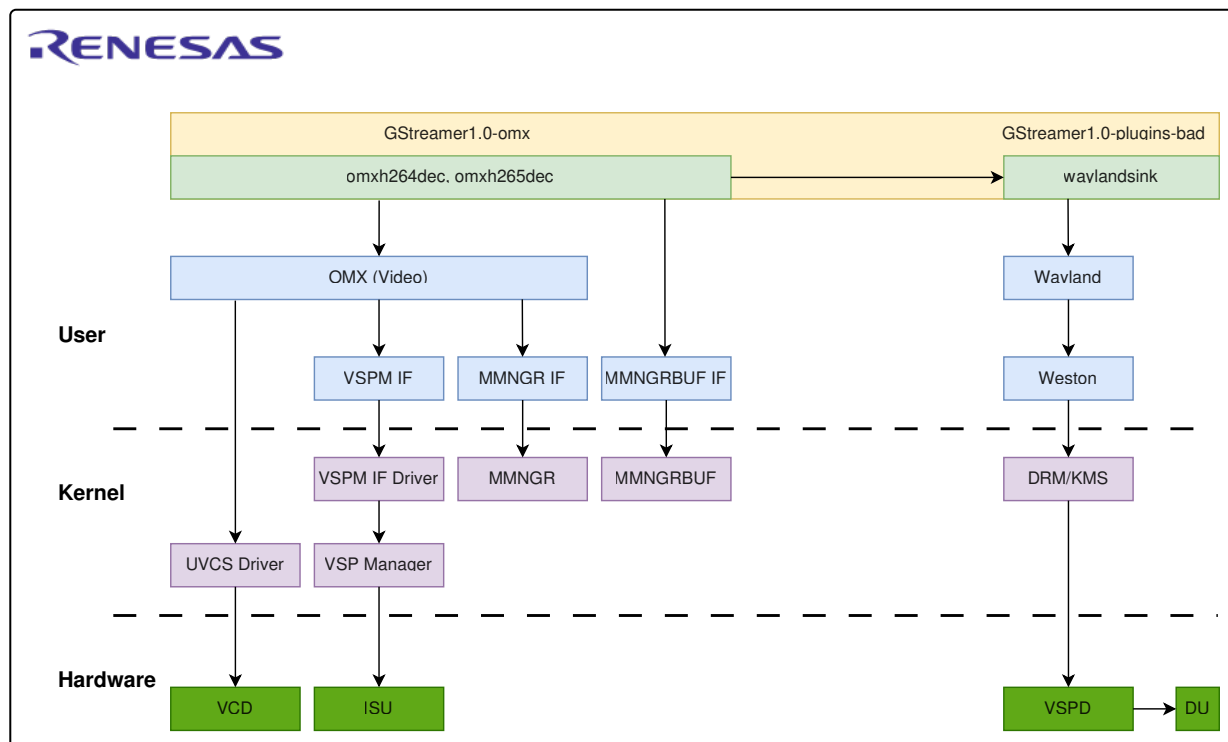 RENESAS
GStreamer1.0-omx
GStreamer1.0-plugins-bad
omxh264dec, omxh265dec
waylandsink
OMX (Video)
Wayland
User
VSPM IF
MMNGR IF
MMNGRBUF IF
Weston
Kernel
VSPM IF Driver
MMNGR
MMNGRBUF
DRM/KMS
UVCS Driver
VSP Manager
Hardware
VCD
ISU
VSPD
DU